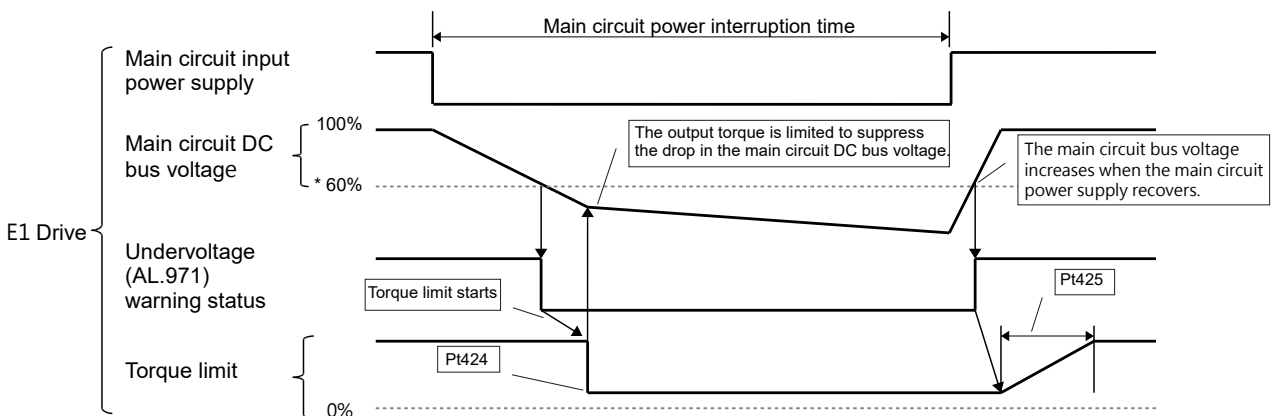 Main circuit power interruption time
Main circuit input
power supply
Main circuit DC
bus voltage
100%
* 60%
The output torque is limited to suppress
the drop in the main circuit DC bus voltage.
The main circuit bus voltage
increases when the main circuit
power supply recovers.
E1 Drive
Undervoltage
(AL.971)
warning status
Torque limit starts
Pt425
Pt424
Torque limit
0%